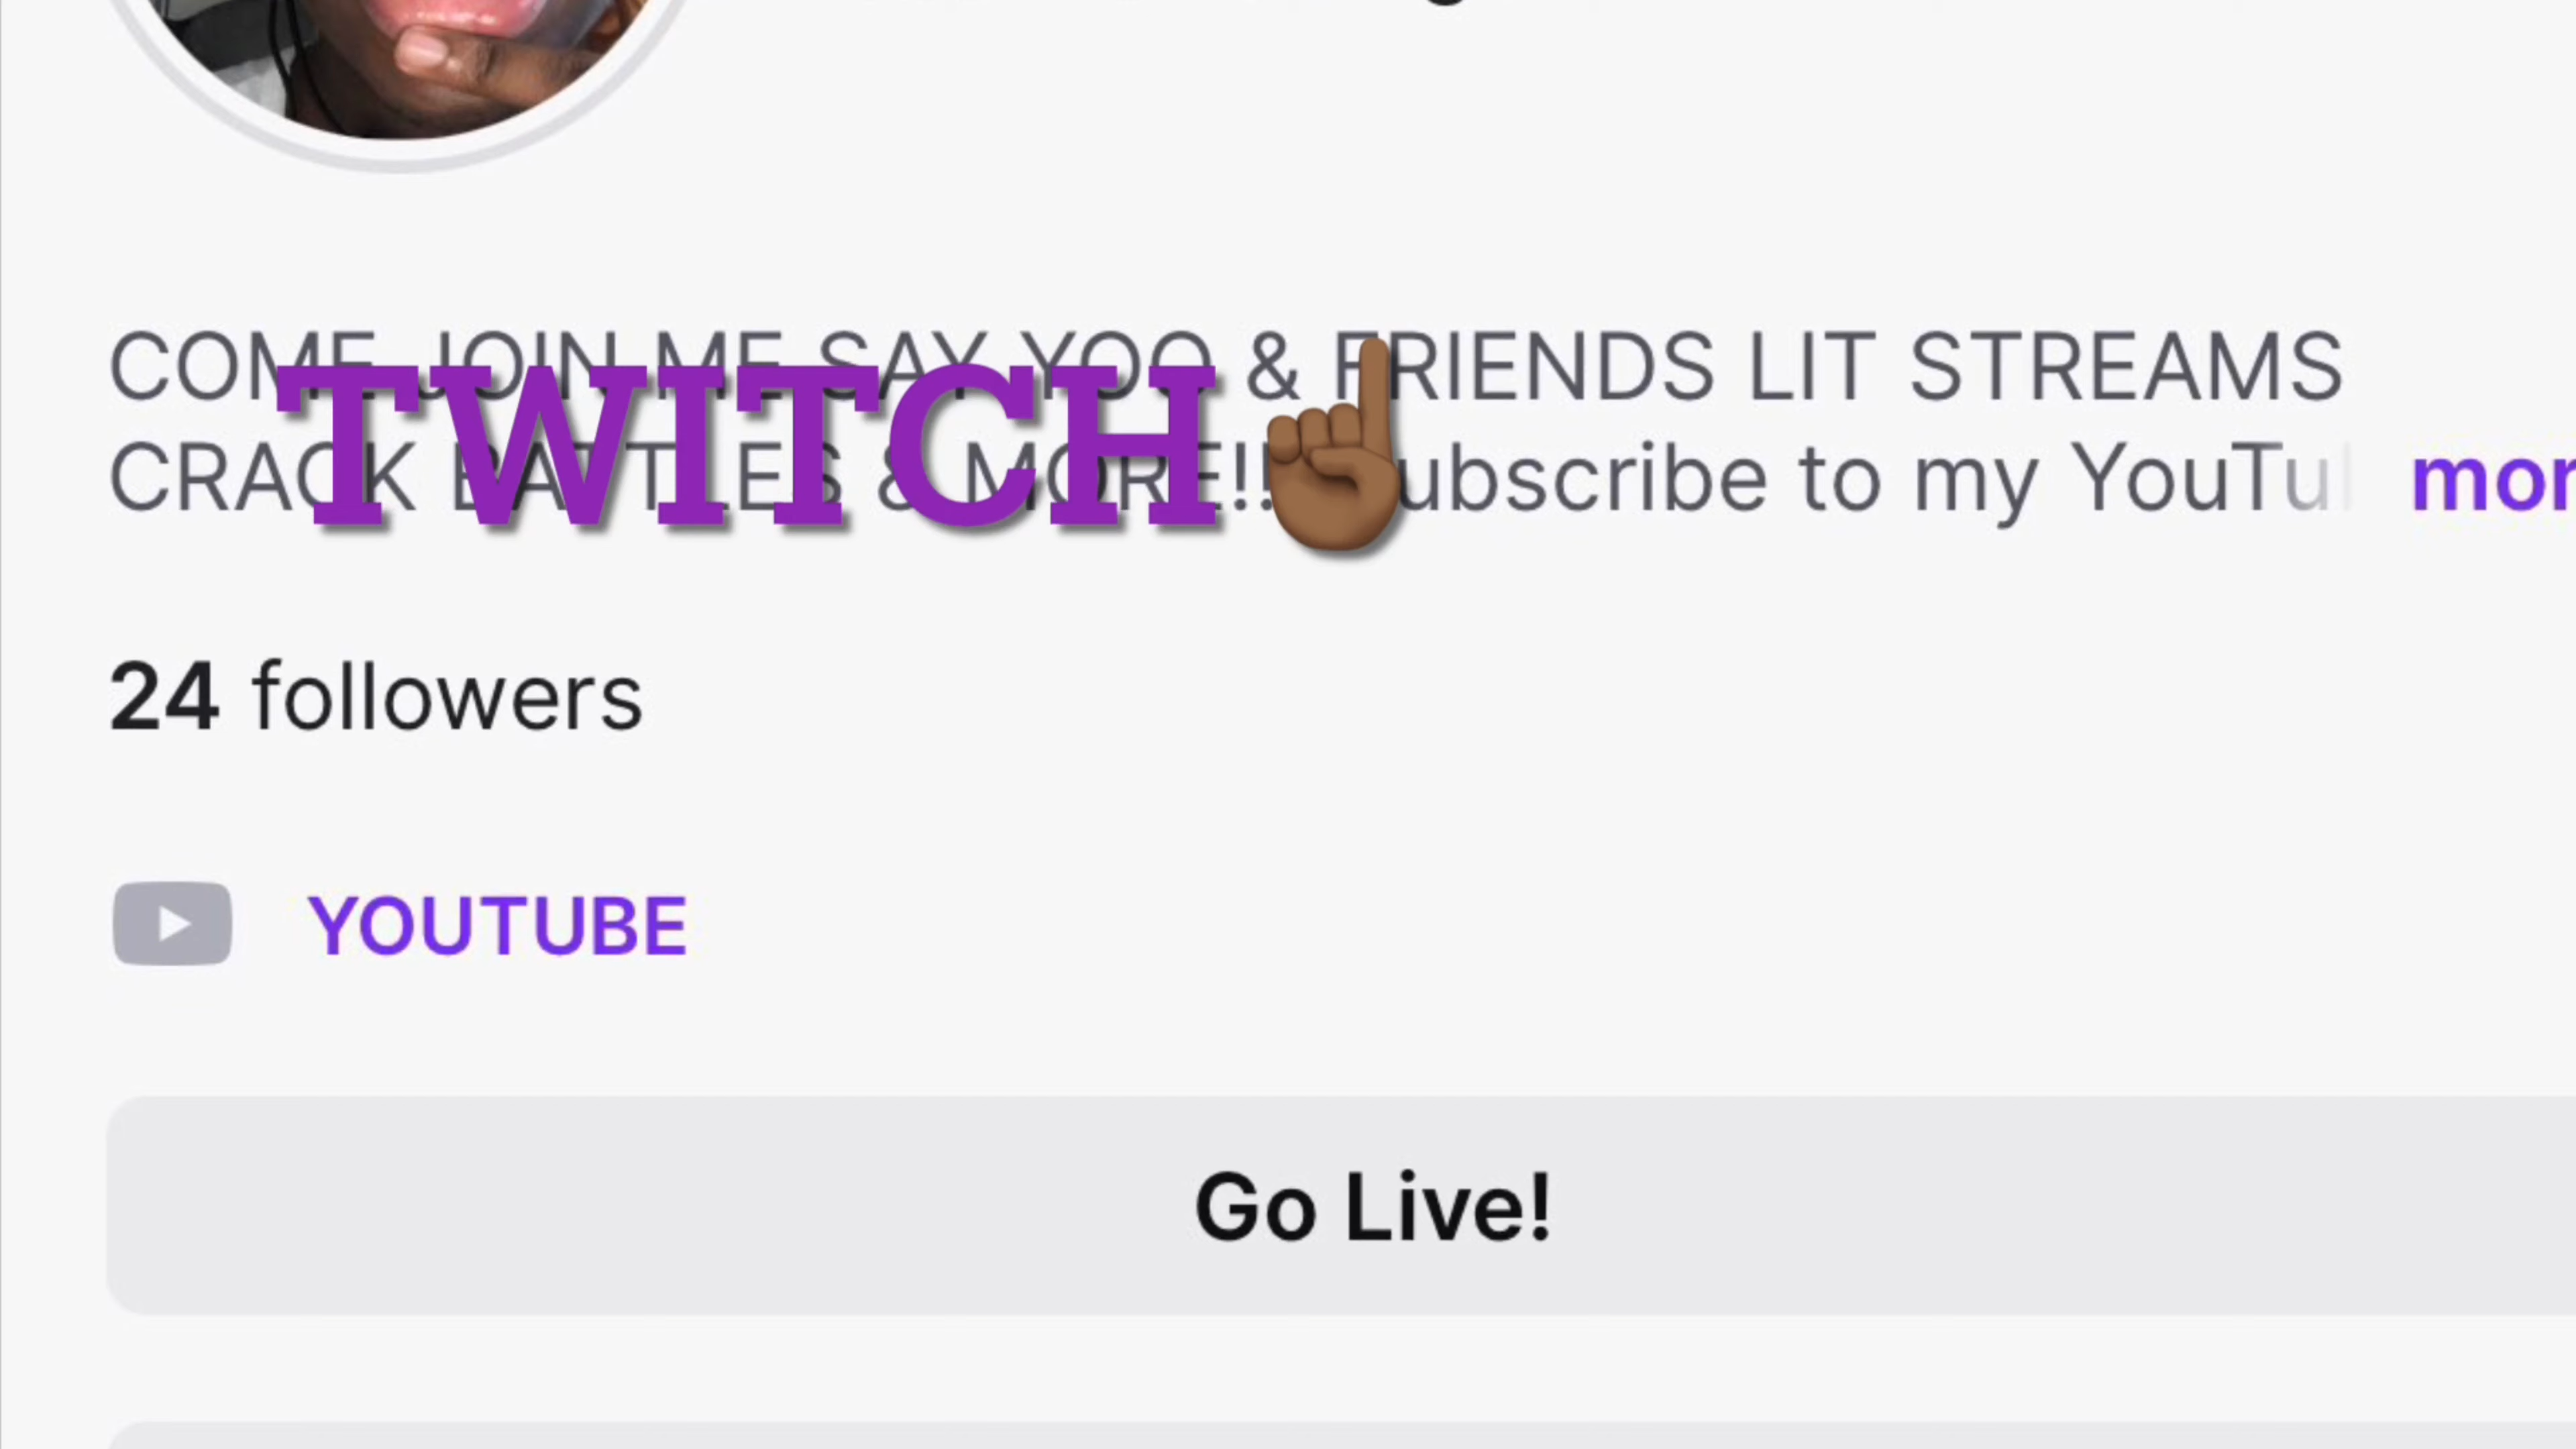 COME JOIN ME SAY YOO & FRIENDS LIT STREAMS
TWITCH☝🏾
CRACK BATTLES & MORE!! Subscribe to my YouTu
24 followers
YOUTUBE
Go Live!